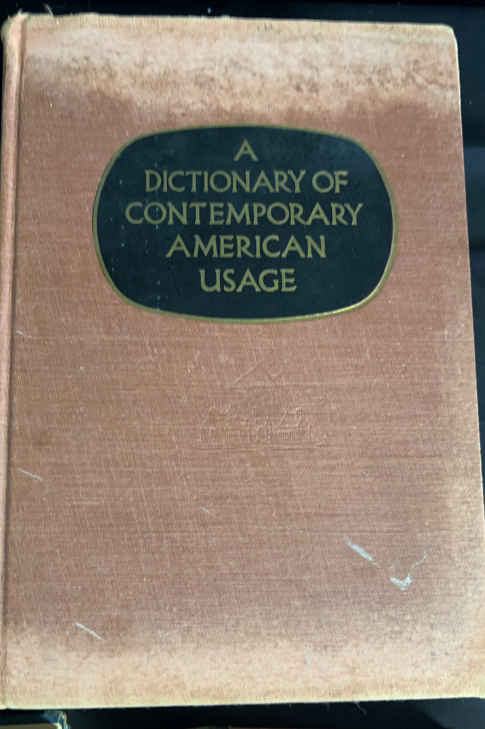 A
DICTIONARY OF
CONTEMPORARY
AMERICAN
USAGE